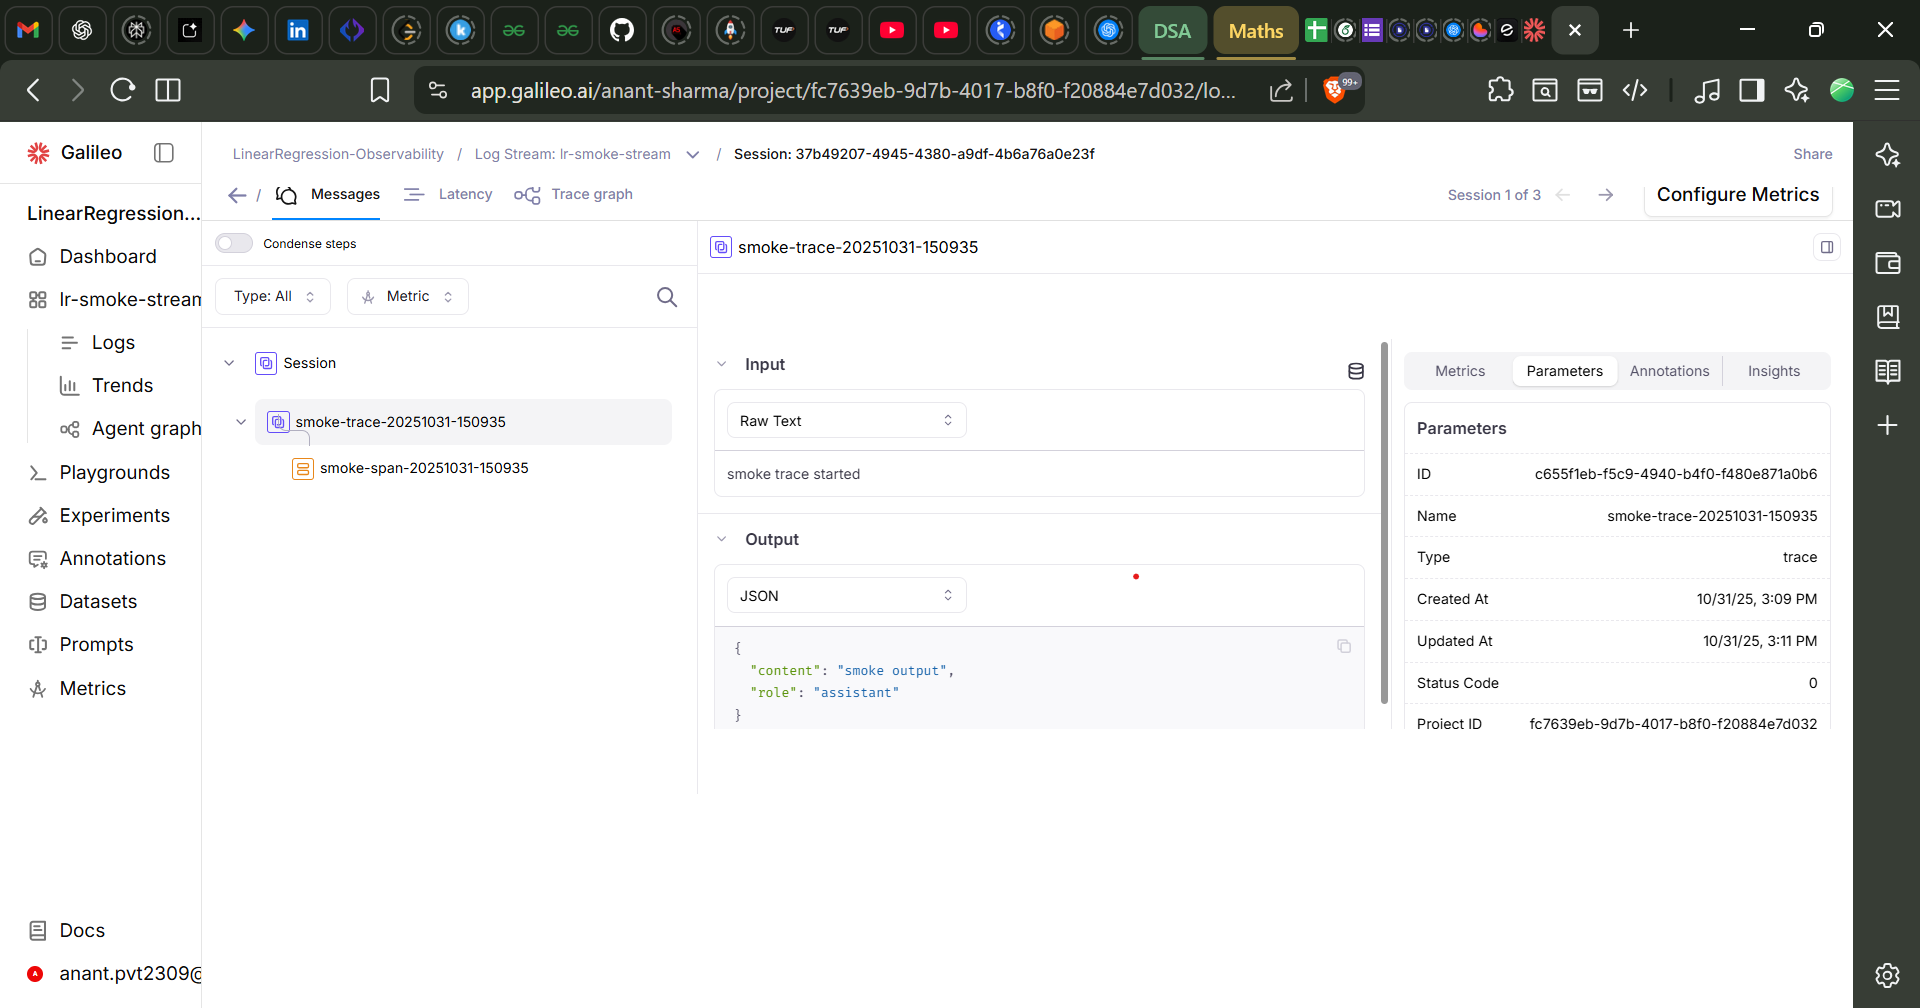 DSA
Maths
app.galileo.ai/anant-sharma/project/fc7639eb-9d7b-4017-b8f0-f20884e7d032/lo...
99+
Galileo
LinearRegression-Observability / Log Stream: lr-smoke-stream / Session: 37b49207-4945-4380-a9df-4b6a76a0e23f
Share
/ Messages
Latency
Trace graph
Session 1 of 3
Configure Metrics
LinearRegression...
Dashboard
lr-smoke-stream
Logs
Trends
Agent graph
Playgrounds
Experiments
Annotations
Datasets
Prompts
Metrics
Docs
anant.pvt2309@
Condense steps
Type: All
Metric
Session
smoke-trace-20251031-150935
smoke-span-20251031-150935
smoke-trace-20251031-150935
Input
Raw Text
smoke trace started
Output
JSON
{
"content": "smoke output",
"role": "assistant"
}
Metrics
Parameters
Annotations
Insights
Parameters
ID c655f1eb-f5c9-4940-b4f0-f480e871a0b6
Name smoke-trace-20251031-150935
Type trace
Created At 10/31/25, 3:09 PM
Updated At 10/31/25, 3:11 PM
Status Code 0
Project ID fc7639eb-9d7b-4017-b8f0-f20884e7d032